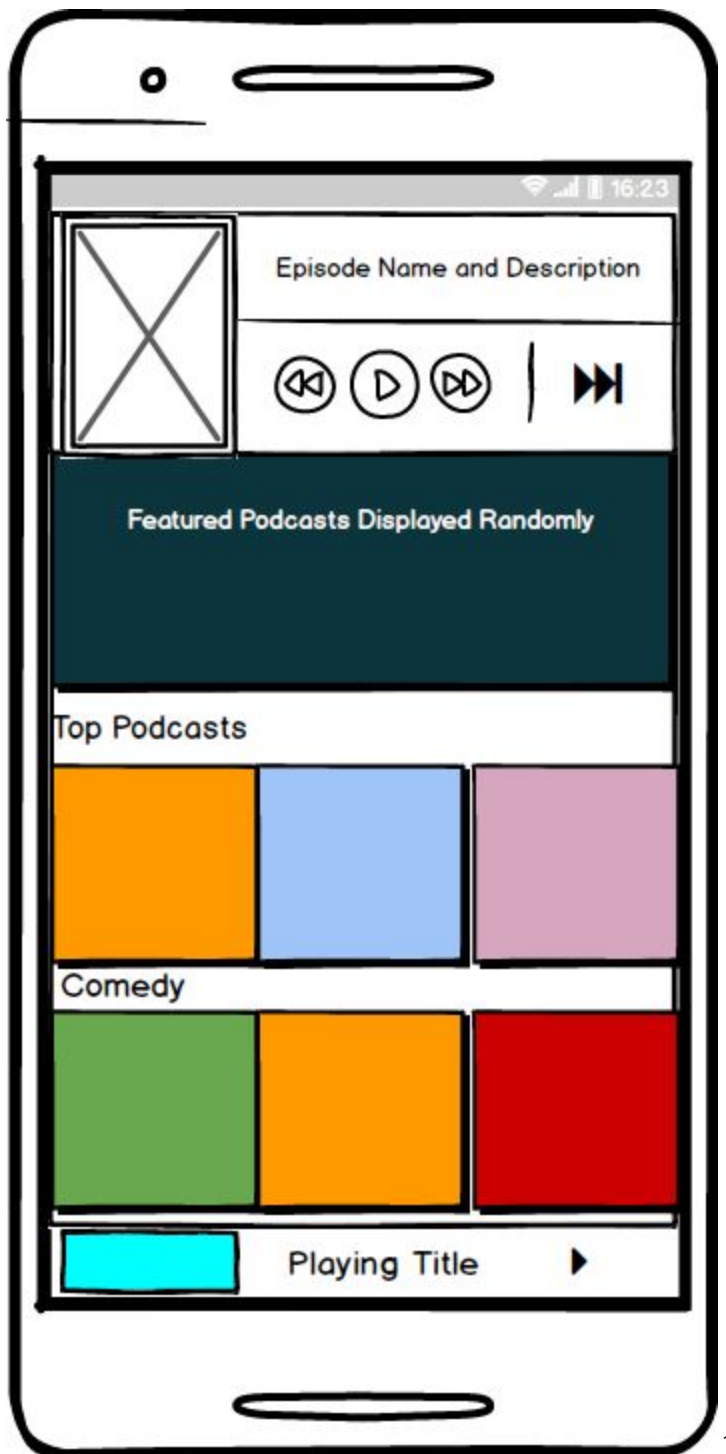 16:23
Episode Name and Description
Featured Podcasts Displayed Randomly
Top Podcasts
Comedy
Playing Title